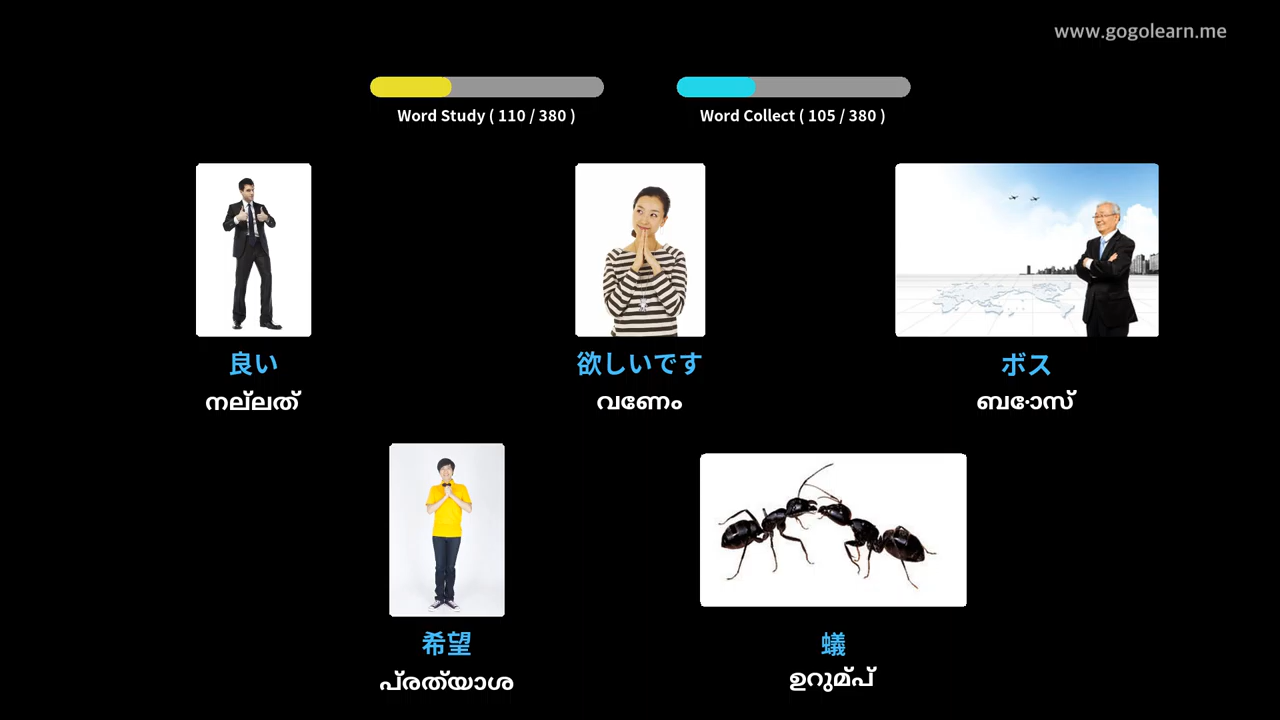 www.gogolearn.me
Word Study ( 110 / 380 )
Word Collect ( 105 / 380 )
良い
നല്ലത്
欲しいです
വണേം
ボス
ബോസ്
希望
പ്രത്യാശ
蟻
ഉറുമ്പ്